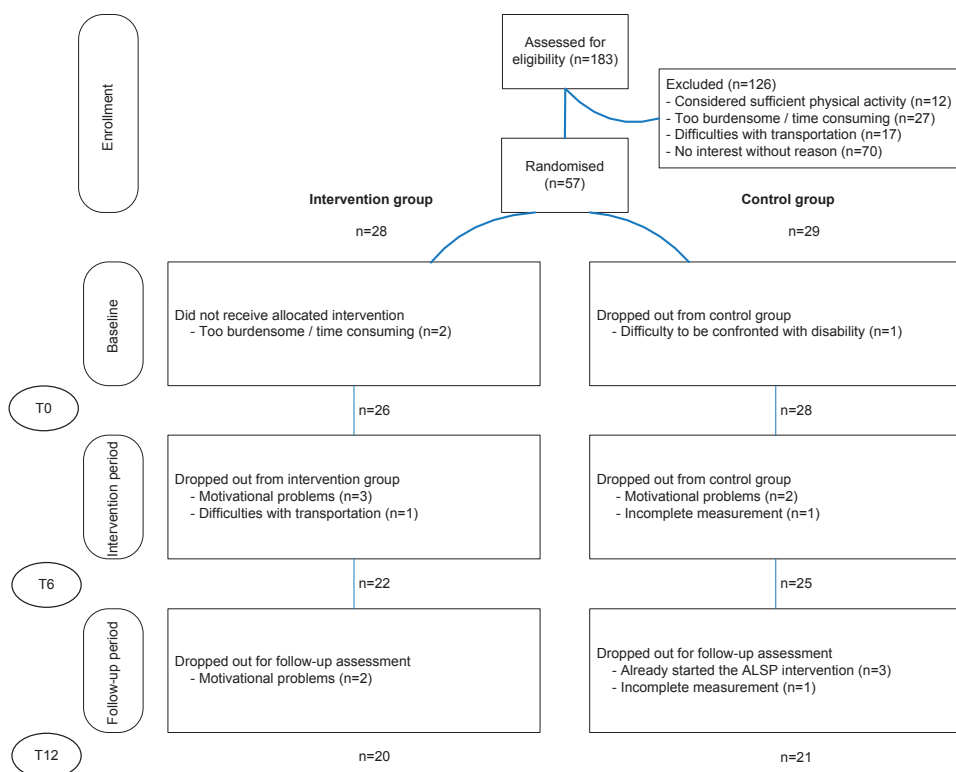 Enrollment
Assessed for
eligibility (n=183)
Excluded (n=126)
- Considered sufficient physical activity (n=12)
- Too burdensome / time consuming (n=27)
- Difficulties with transportation (n=17)
- No interest without reason (n=70)
Randomised
(n=57)
Intervention group
Control group
n=28
n=29
Baseline
Did not receive allocated intervention
- Too burdensome / time consuming (n=2)
Dropped out from control group
- Difficulty to be confronted with disability (n=1)
T0
n=26
n=28
Intervention period
Dropped out from intervention group
- Motivational problems (n=3)
- Difficulties with transportation (n=1)
Dropped out from control group
- Motivational problems (n=2)
- Incomplete measurement (n=1)
T6
n=22
n=25
Follow-up period
Dropped out for follow-up assessment
- Motivational problems (n=2)
Dropped out for follow-up assessment
- Already started the ALSP intervention (n=3)
- Incomplete measurement (n=1)
T12
n=20
n=21